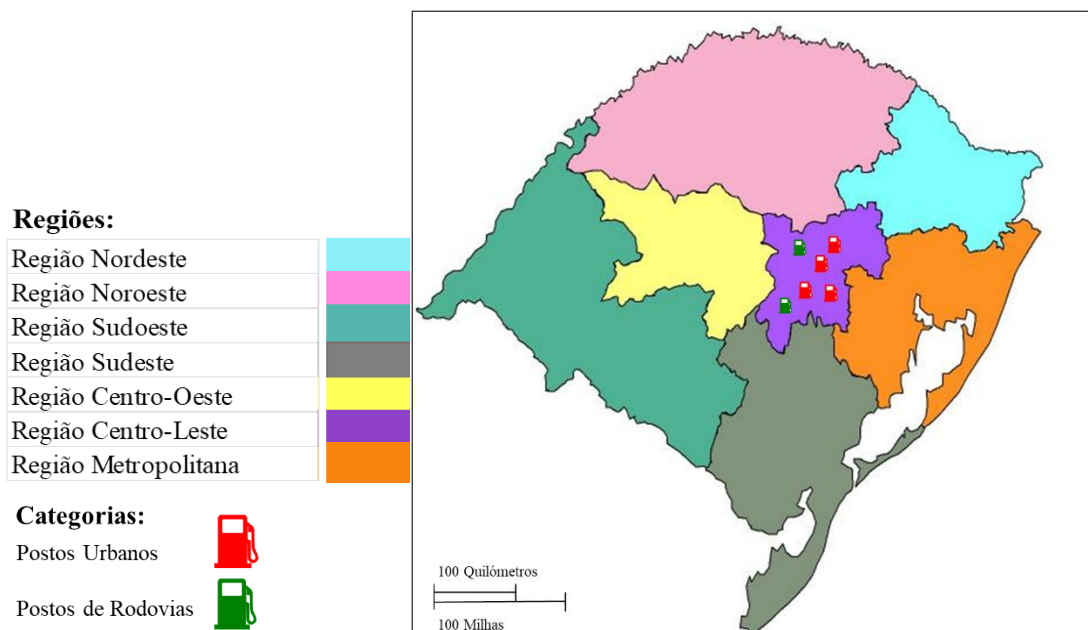 Regiões:
Região Nordeste
Região Noroeste
Região Sudoeste
Região Sudeste
Região Centro-Oeste
Região Centro-Leste
Região Metropolitana
Categorias:
Postos Urbanos
Postos de Rodovias
100 Quilómetros
100 Milhas